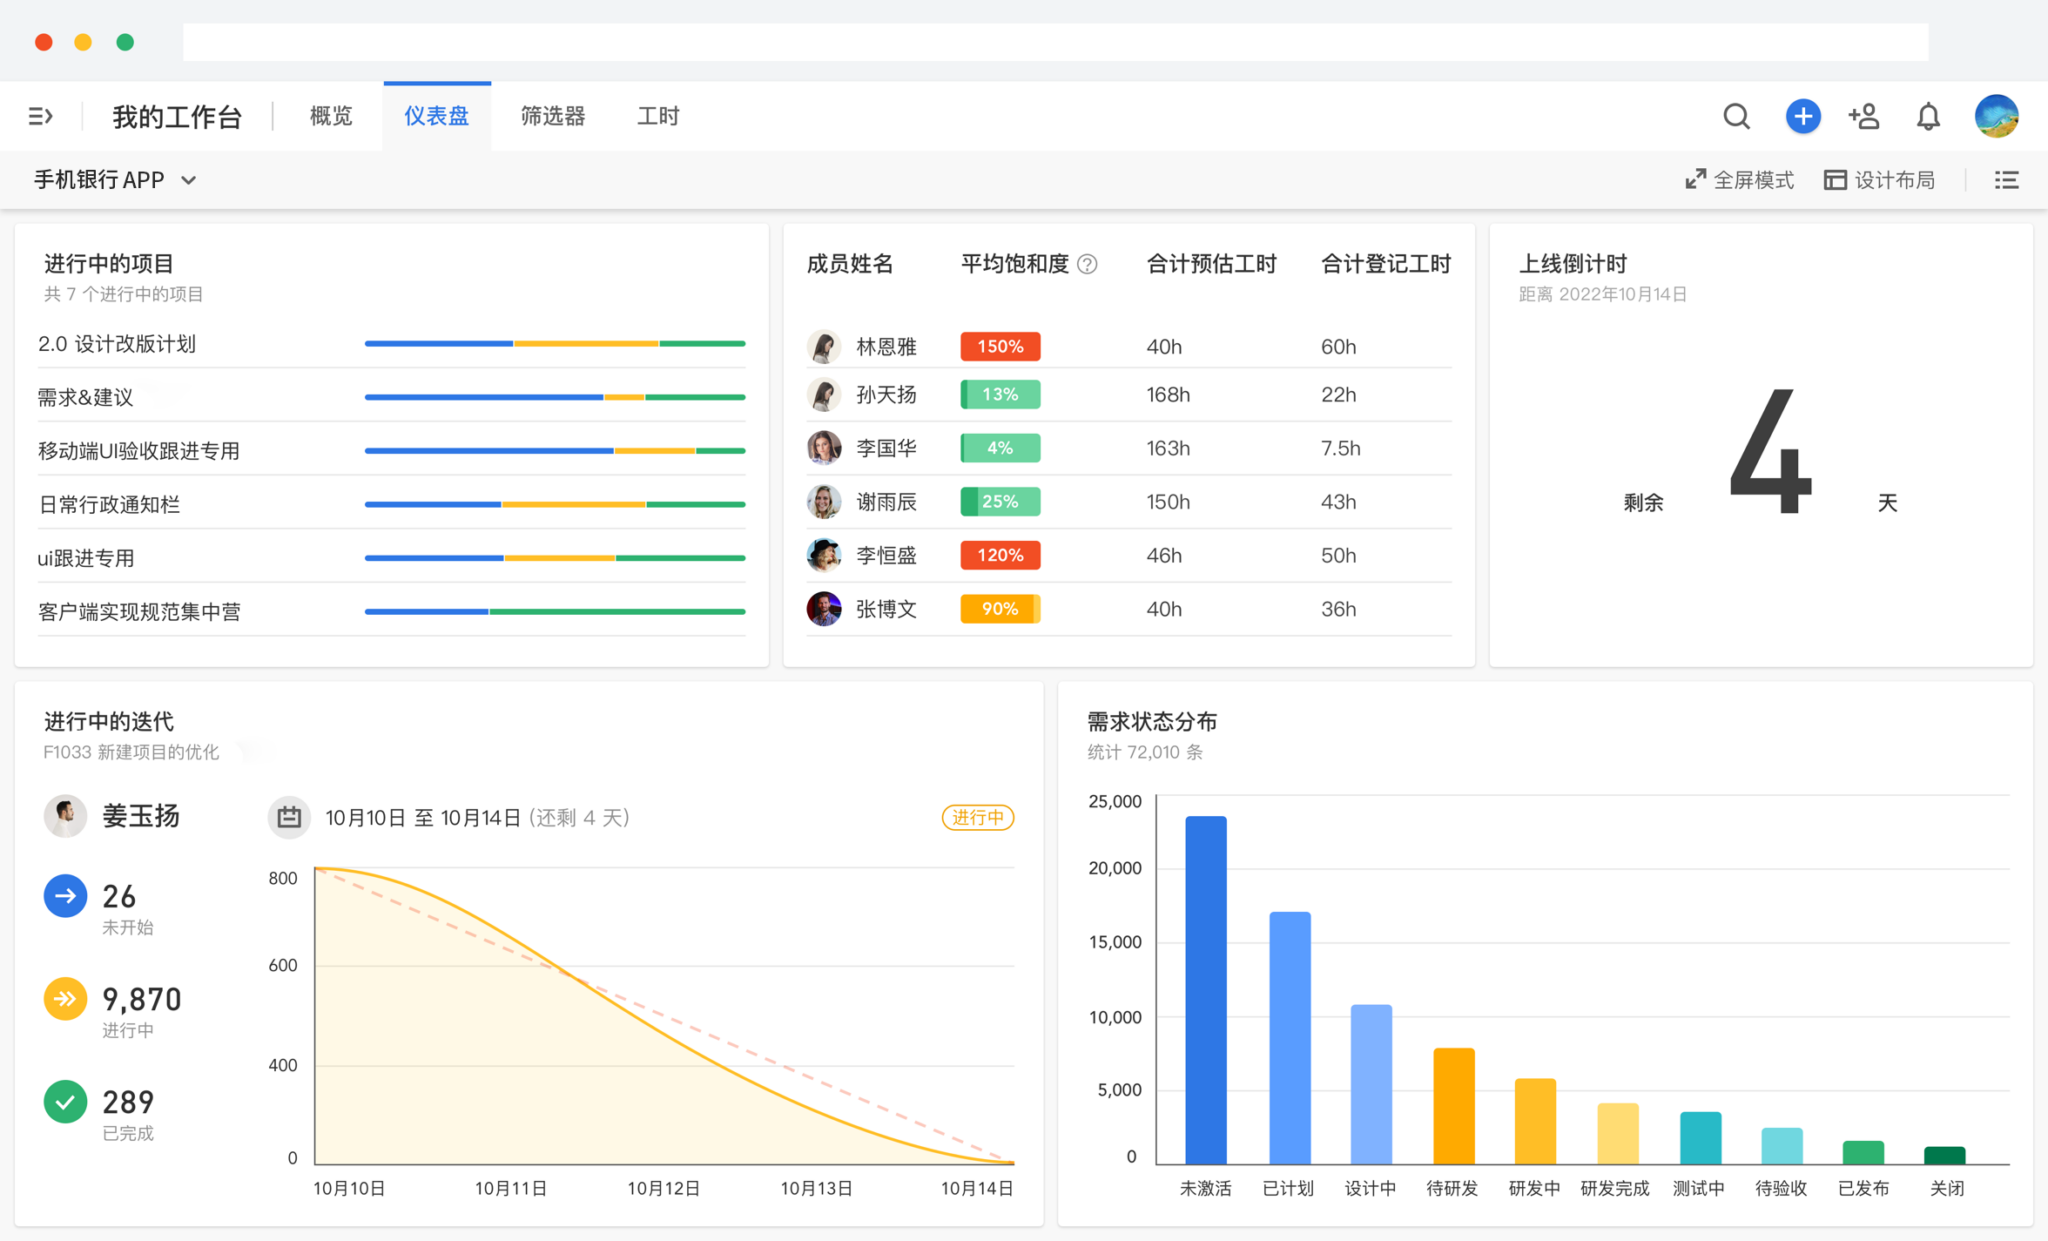 我的工作台 概览 仪表盘 筛选器 工时
手机银行 APP 全屏模式 设计布局
进行中的项目
共 7 个进行中的项目
2.0 设计改版计划
需求&建议
移动端UI验收跟进专用
日常行政通知栏
ui跟进专用
客户端实现规范集中营
成员姓名 平均饱和度 ? 合计预估工时 合计登记工时
林恩雅 150% 40h 60h
孙天扬 13% 168h 22h
李国华 4% 163h 7.5h
谢雨辰 25% 150h 43h
李恒盛 120% 46h 50h
张博文 90% 40h 36h
上线倒计时
距离 2022年10月14日
剩余 4 天
进行中的迭代
F1033 新建项目的优化
姜玉扬 10月10日 至 10月14日 (还剩 4 天) 进行中
26
未开始
9,870
进行中
289
已完成
800
600
400
0
10月10日 10月11日 10月12日 10月13日 10月14日
需求状态分布
统计 72,010 条
25,000
20,000
15,000
10,000
5,000
0
未激活 已计划 设计中 待研发 研发中 研发完成 测试中 待验收 已发布 关闭